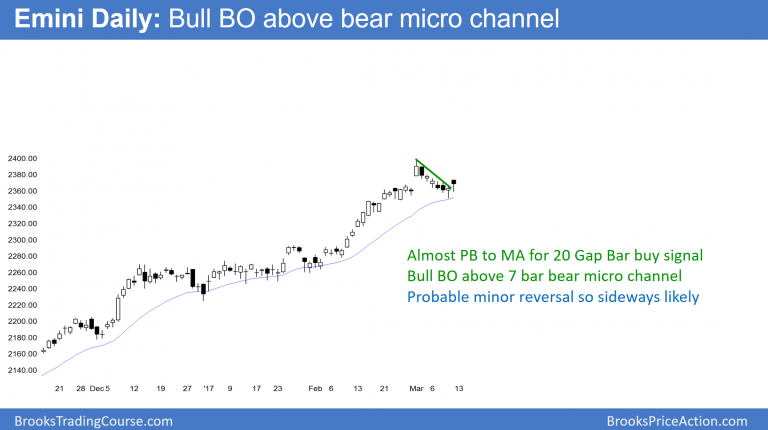 Emini Daily: Bull BO above bear micro channel
2400.00
2380.00
2360.00
2340.00
2320.00
2300.00
2280.00
2260.00
2240.00
2220.00
2200.00
2180.00
2160.00
2140.00
Almost PB to MA for 20 Gap Bar buy signal
Bull BO above 7 bar bear micro channel
Probable minor reversal so sideways likely
21 28 Dec 5 12 19 27 '17 9 17 23 Feb 6 13 21 Mar 6 13
BrooksTradingCourse.com BrooksPriceAction.com